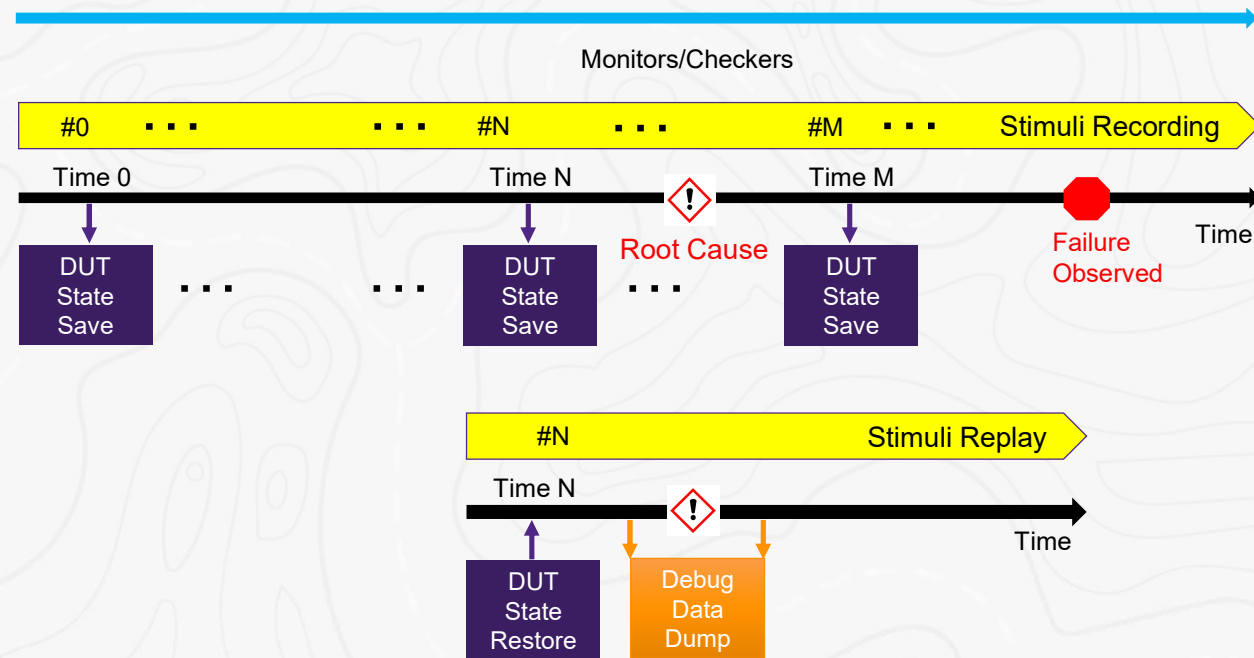 Monitors/Checkers
#0 ... ... #N ... #M ... Stimuli Recording
Time 0 Time N Time M
!
Time
Root Cause
Failure
Observed
DUT
State
Save
... ...
DUT
State
Save
...
DUT
State
Save
#N Stimuli Replay
Time N
!
Time
DUT
State
Restore
Debug
Data
Dump